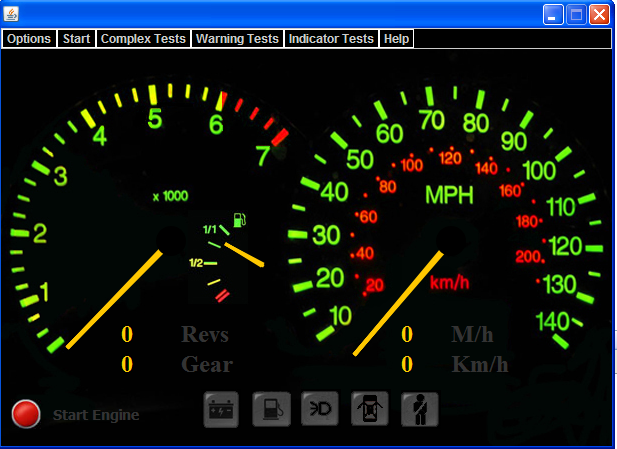 Options Start Complex Tests Warning Tests Indicator Tests Help
1 2 3 4 5 6 7
x 1000
1/1
1/2
10 20 30 40 50 60 70 80 90 100 110 120 130 140
MPH
20 40 60 80 100 120 140 160 180 200
km/h
0 Revs
0 Gear
0 M/h
0 Km/h
Start Engine